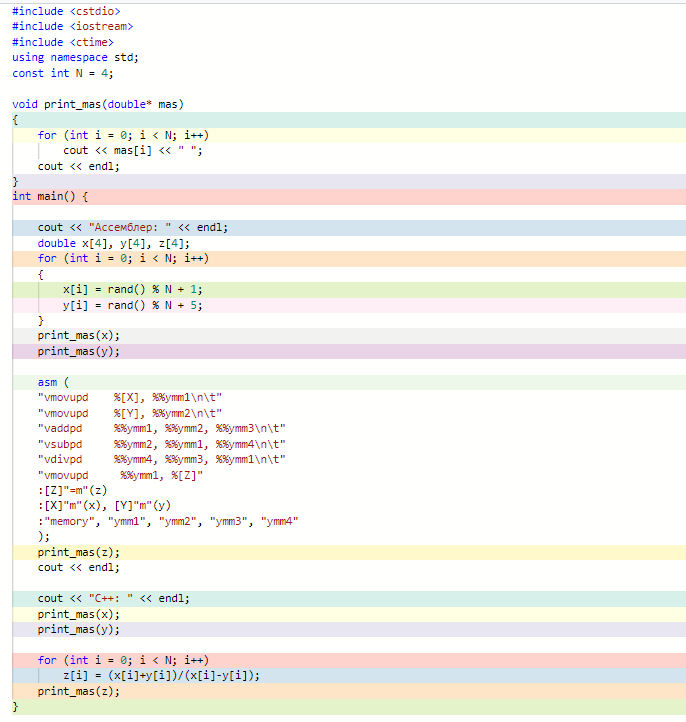 #include <cstdio>
#include <iostream>
#include <ctime>
using namespace std;
const int N = 4;
void print_mas(double* mas)
{
for (int i = 0; i < N; i++)
cout << mas[i] << " ";
cout << endl;
}
int main() {
cout << "Ассемблер: " << endl;
double x[4], y[4], z[4];
for (int i = 0; i < N; i++)
{
x[i] = rand() % N + 1;
y[i] = rand() % N + 5;
}
print_mas(x);
print_mas(y);
asm (
"vmovupd    %[X], %%ymm1\n\t"
"vmovupd    %[Y], %%ymm2\n\t"
"vaddpd     %%ymm1, %%ymm2, %%ymm3\n\t"
"vsubpd     %%ymm2, %%ymm1, %%ymm4\n\t"
"vdivpd     %%ymm4, %%ymm3, %%ymm1\n\t"
"vmovupd     %%ymm1, %[Z]"
:[Z]"=m"(z)
:[X]"m"(x), [Y]"m"(y)
:"memory", "ymm1", "ymm2", "ymm3", "ymm4"
);
print_mas(z);
cout << endl;
cout << "C++: " << endl;
print_mas(x);
print_mas(y);
for (int i = 0; i < N; i++)
z[i] = (x[i]+y[i])/(x[i]-y[i]);
print_mas(z);
}